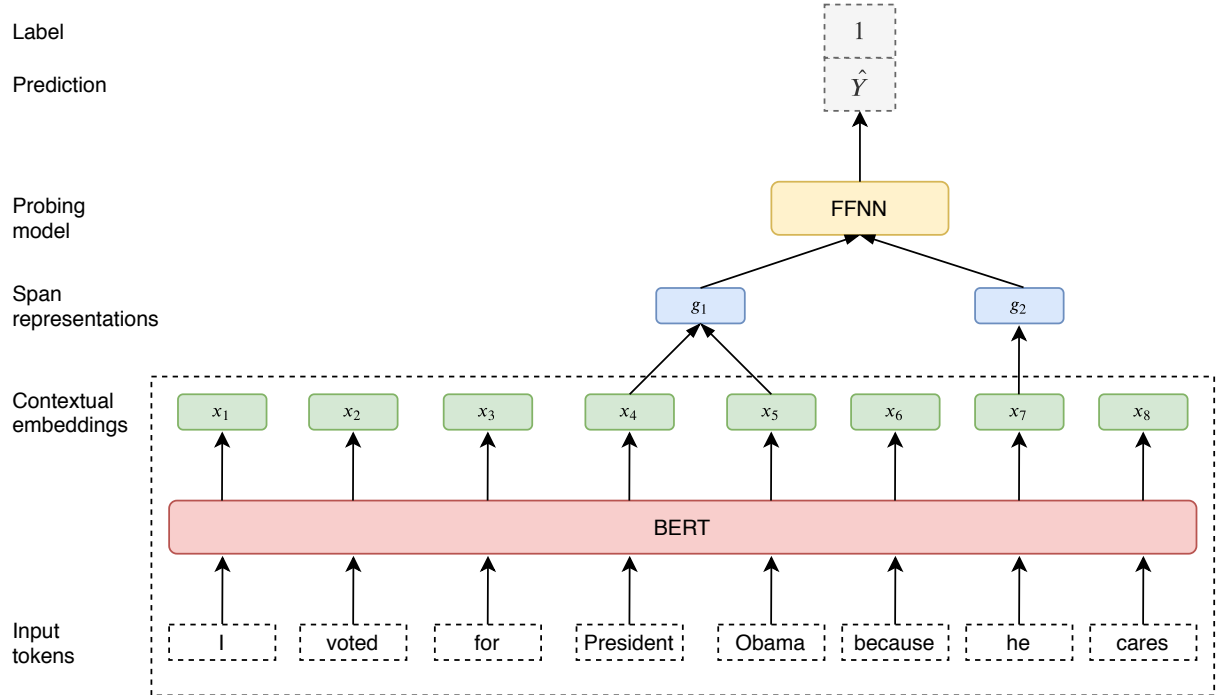 Label
1
Prediction
Ŷ
Probing
model
FFNN
Span
representations
g₁
g₂
Contextual
embeddings
x₁
x₂
x₃
x₄
x₅
x₆
x₇
x₈
BERT
Input
tokens
I
voted
for
President
Obama
because
he
cares